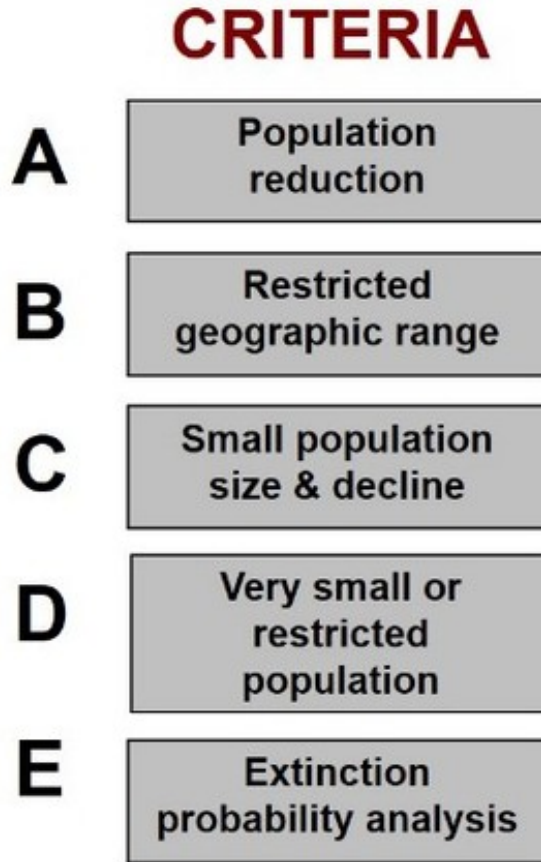 CRITERIA
A
Population
reduction
B
Restricted
geographic range
C
Small population
size & decline
D
Very small or
restricted
population
E
Extinction
probability analysis